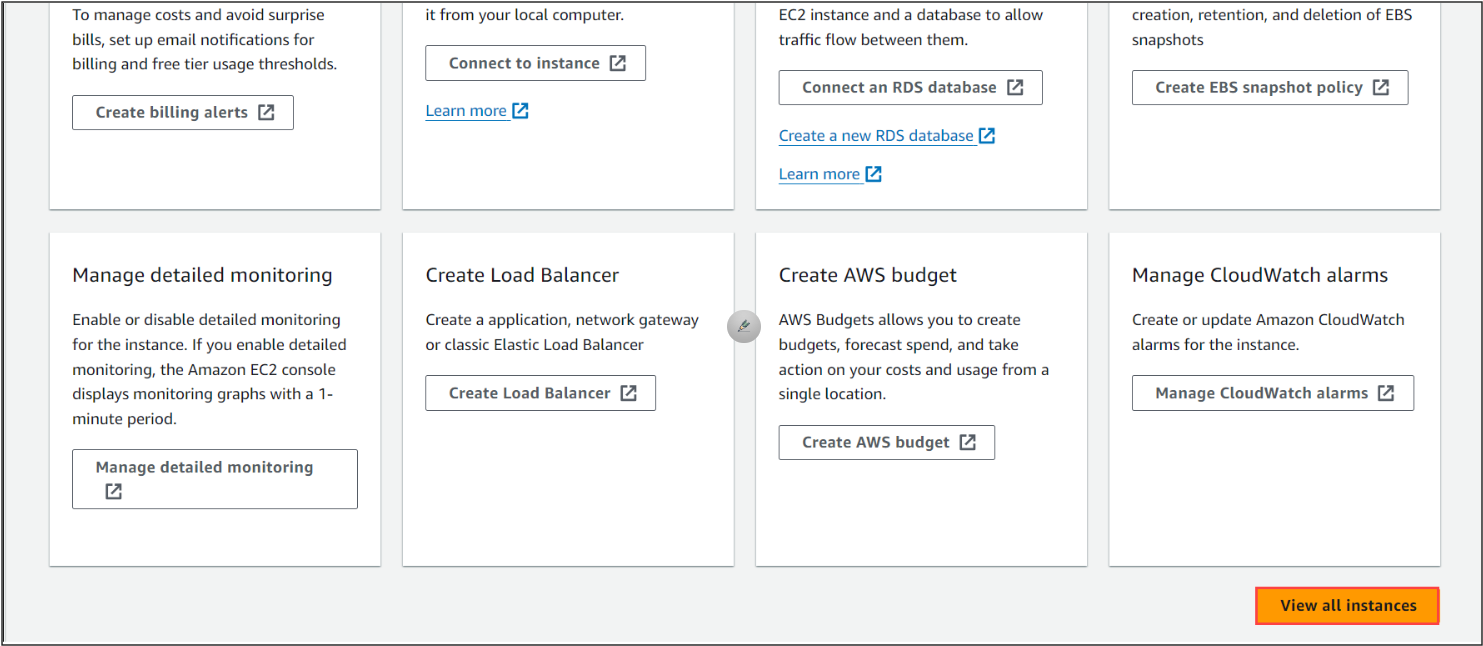 To manage costs and avoid surprise
bills, set up email notifications for
billing and free tier usage thresholds.
Create billing alerts
it from your local computer.
Connect to instance
Learn more
EC2 instance and a database to allow
traffic flow between them.
Connect an RDS database
Create a new RDS database
Learn more
creation, retention, and deletion of EBS
snapshots
Create EBS snapshot policy
Manage detailed monitoring
Enable or disable detailed monitoring
for the instance. If you enable detailed
monitoring, the Amazon EC2 console
displays monitoring graphs with a 1-
minute period.
Manage detailed monitoring
Create Load Balancer
Create a application, network gateway
or classic Elastic Load Balancer
Create Load Balancer
Create AWS budget
AWS Budgets allows you to create
budgets, forecast spend, and take
action on your costs and usage from a
single location.
Create AWS budget
Manage CloudWatch alarms
Create or update Amazon CloudWatch
alarms for the instance.
Manage CloudWatch alarms
View all instances